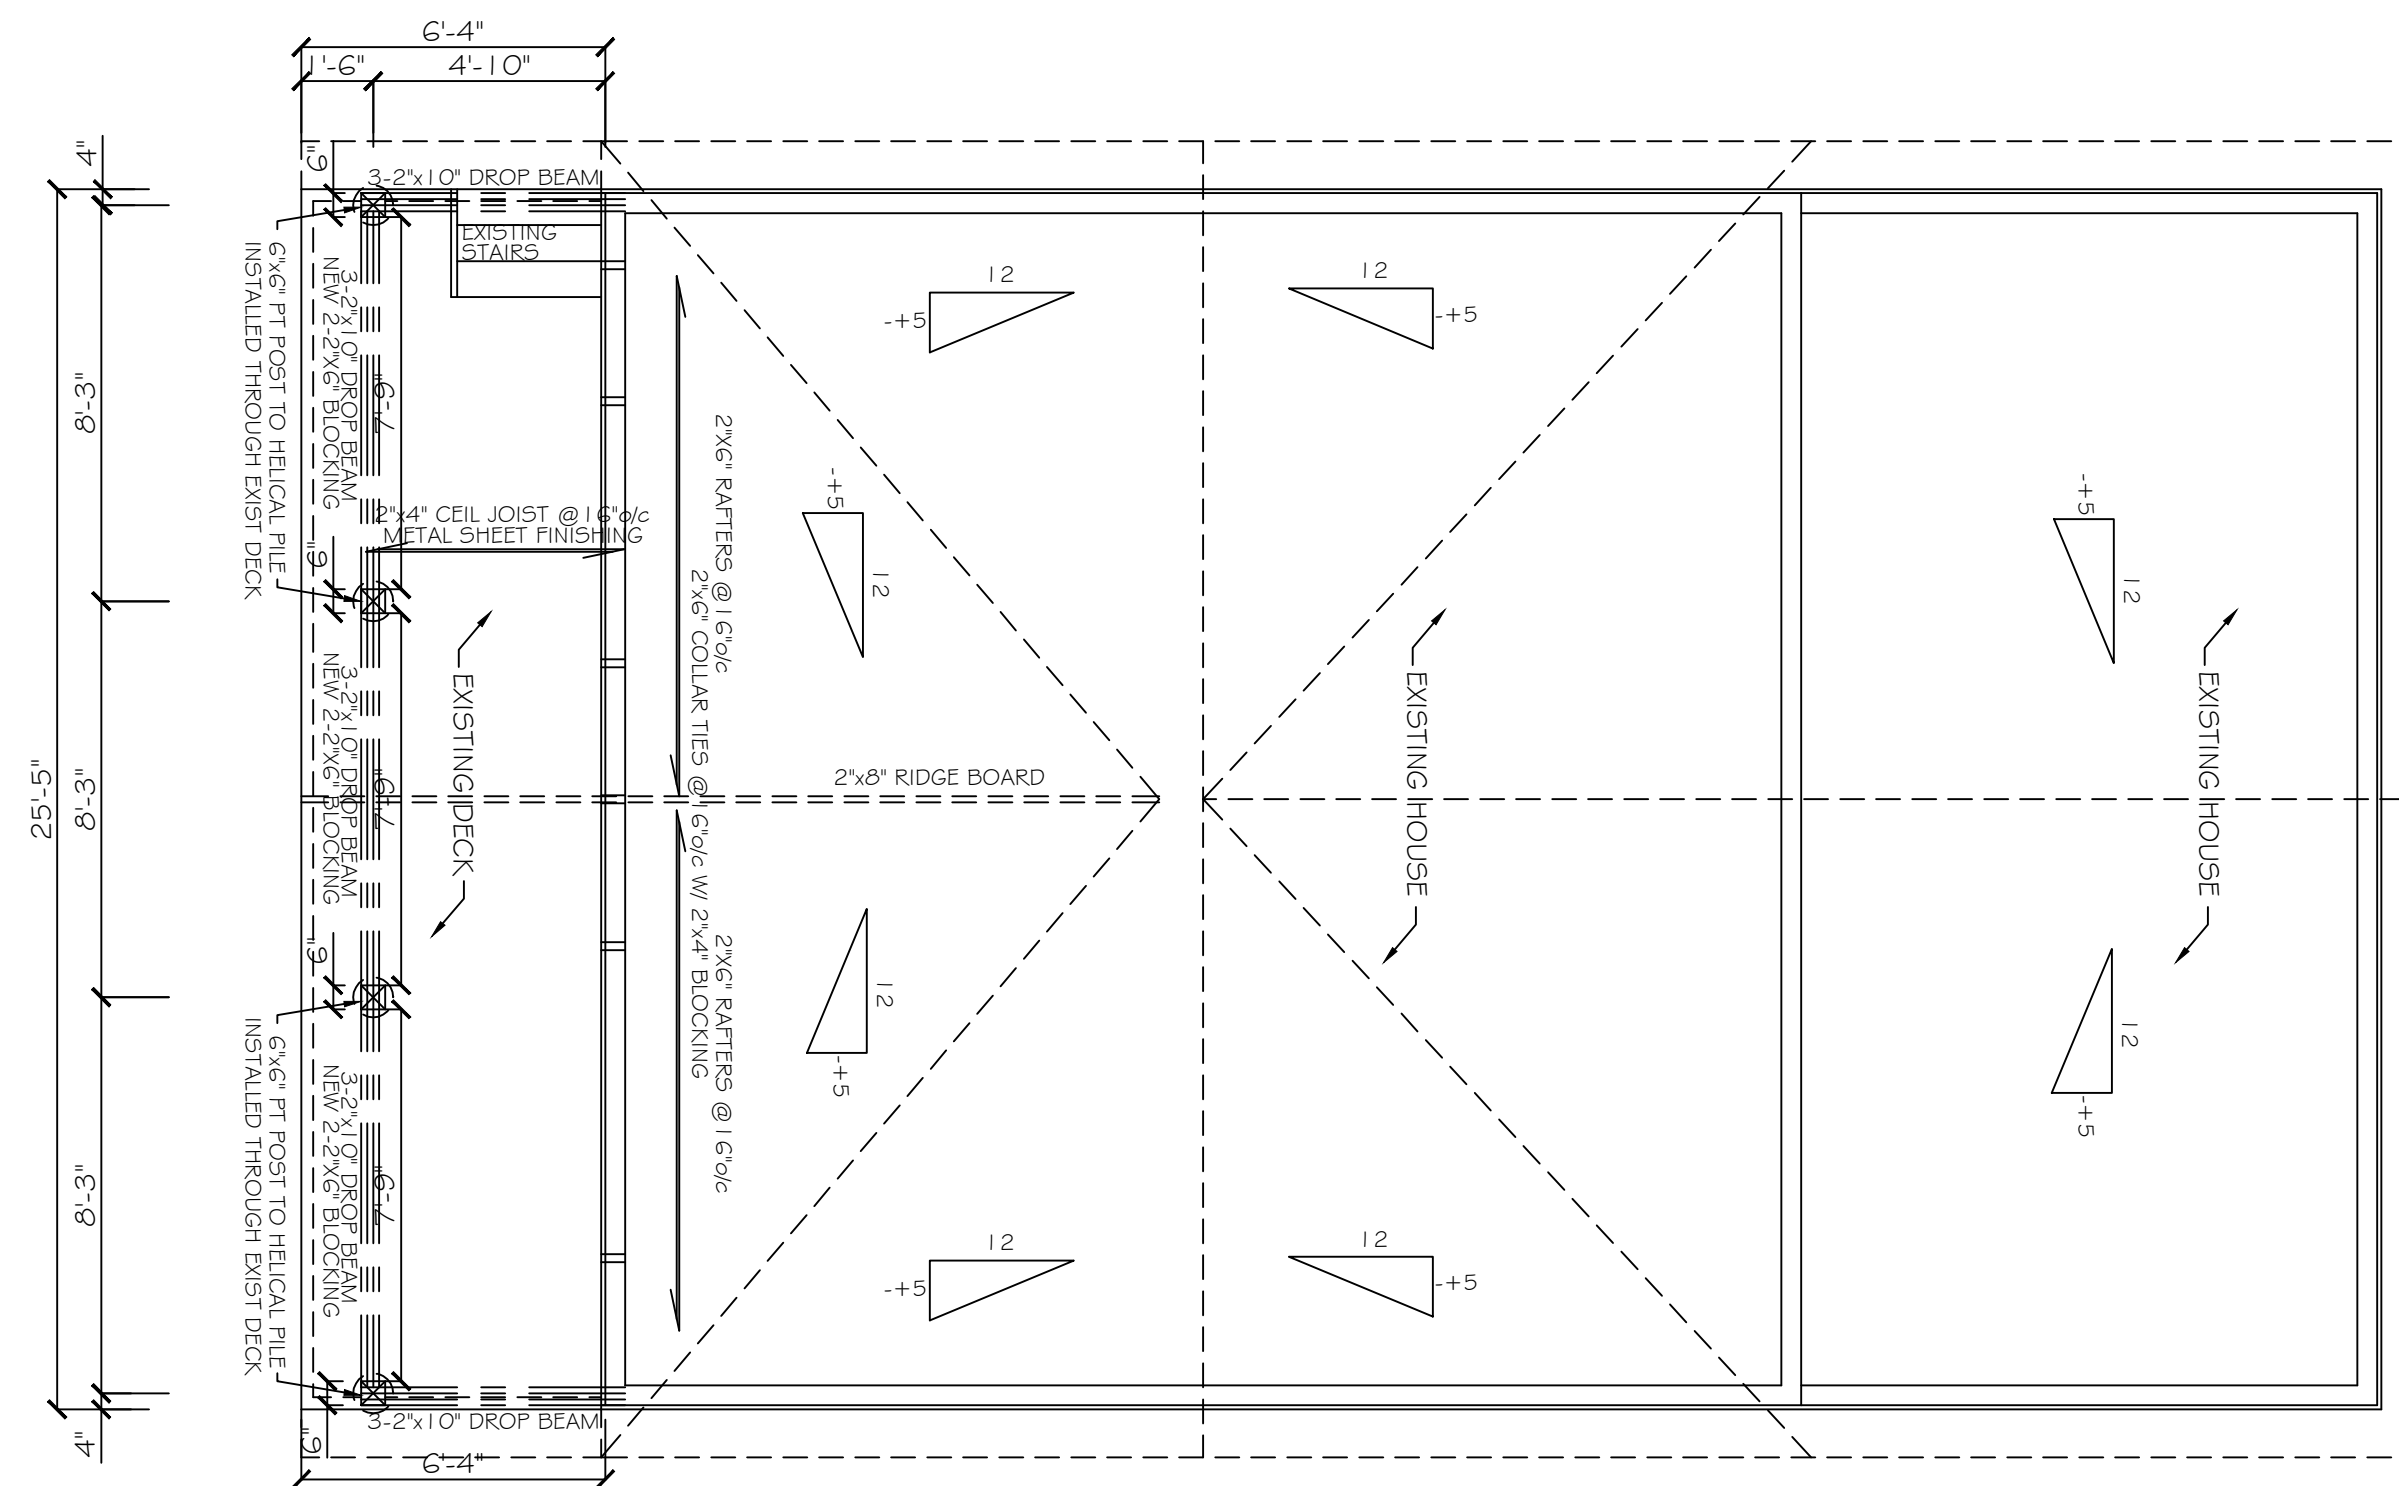 6'-4"
1'-6"
4'-10"
4"
6"
3-2"x10" DROP BEAM
EXISTING
STAIRS
12
-+5
12
-+5
8'-3"
6"x6" PT POST TO HELICAL PILE
INSTALLED THROUGH EXIST DECK
3-2"x10" DROP BEAM
NEW 2-2"X6" BLOCKING
7'-9"
2"X6" RAFTERS @16"o/c
-+5
12
-+5
12
2"x4" CEIL JOIST @16"o/c
METAL SHEET FINISHING
6"
2"x6" COLLAR TIES @16"o/c W/ 2"x4" BLOCKING
25'-5"
8'-3"
3-2"x10" DROP BEAM
NEW 2-2"X6" BLOCKING
7'-9"
EXISTING DECK
2"x8" RIDGE BOARD
EXISTING HOUSE
EXISTING HOUSE
6"
2"X6" RAFTERS @16"o/c
12
-+5
12
-+5
8'-3"
6"x6" PT POST TO HELICAL PILE
INSTALLED THROUGH EXIST DECK
3-2"x10" DROP BEAM
NEW 2-2"X6" BLOCKING
7'-9"
12
-+5
12
-+5
3-2"x10" DROP BEAM
4"
6"
6'-4"